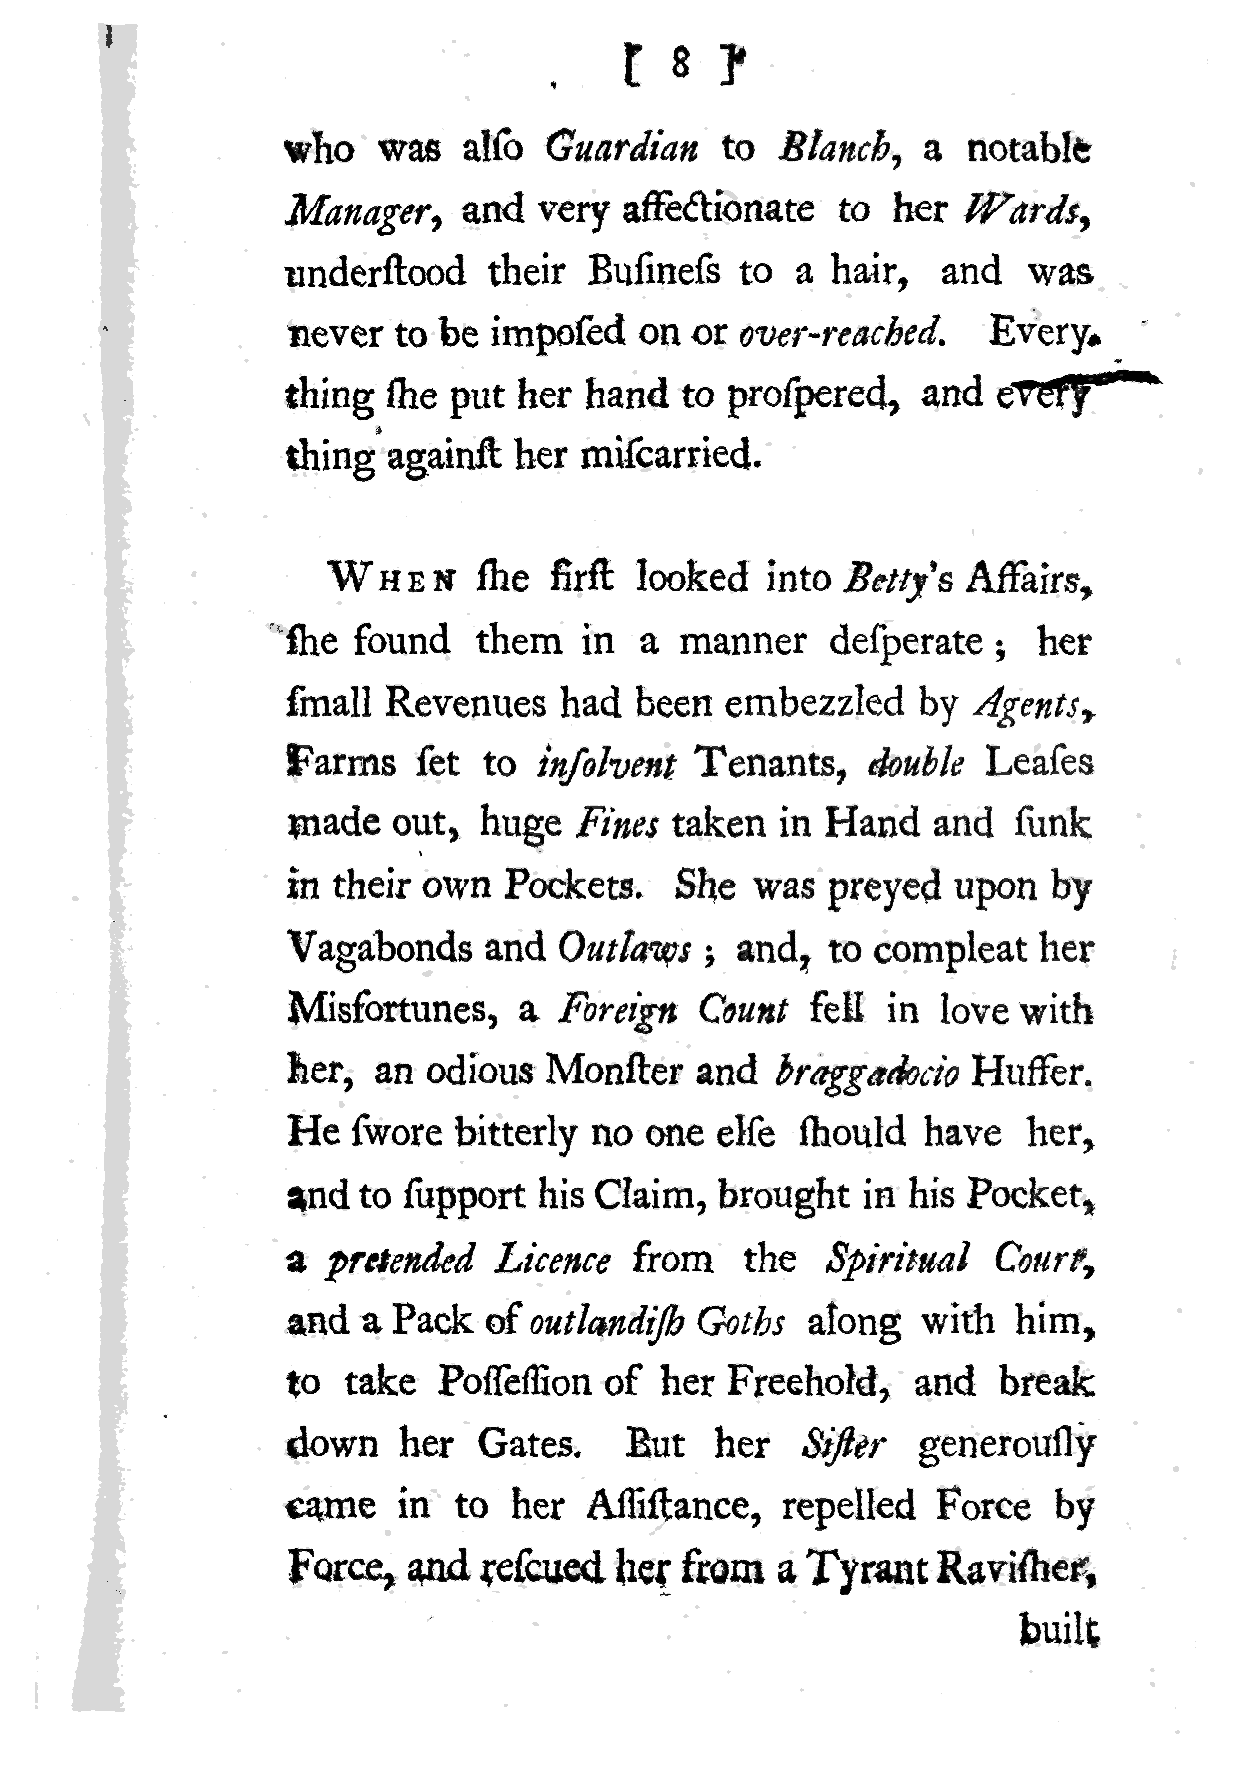 [ 8 ]
who was alſo Guardian to Blanch, a notable
Manager, and very affectionate to her Wards,
underſtood their Buſineſs to a hair, and was
never to be impoſed on or over-reached. Every
thing ſhe put her hand to proſpered, and every
thing againſt her miſcarried.
WHEN ſhe firſt looked into Betty's Affairs,
ſhe found them in a manner deſperate; her
ſmall Revenues had been embezzled by Agents,
Farms ſet to inſolvent Tenants, double Leaſes
made out, huge Fines taken in Hand and ſunk
in their own Pockets. She was preyed upon by
Vagabonds and Outlaws; and, to compleat her
Misfortunes, a Foreign Count fell in love with
her, an odious Monſter and braggadocio Huffer.
He ſwore bitterly no one elſe ſhould have her,
and to ſupport his Claim, brought in his Pocket,
a pretended Licence from the Spiritual Court,
and a Pack of outlandiſh Goths along with him,
to take Poſſeſſion of her Freehold, and break
down her Gates. But her Siſter generouſly
came in to her Aſſiſtance, repelled Force by
Force, and reſcued her from a Tyrant Raviſher,
built